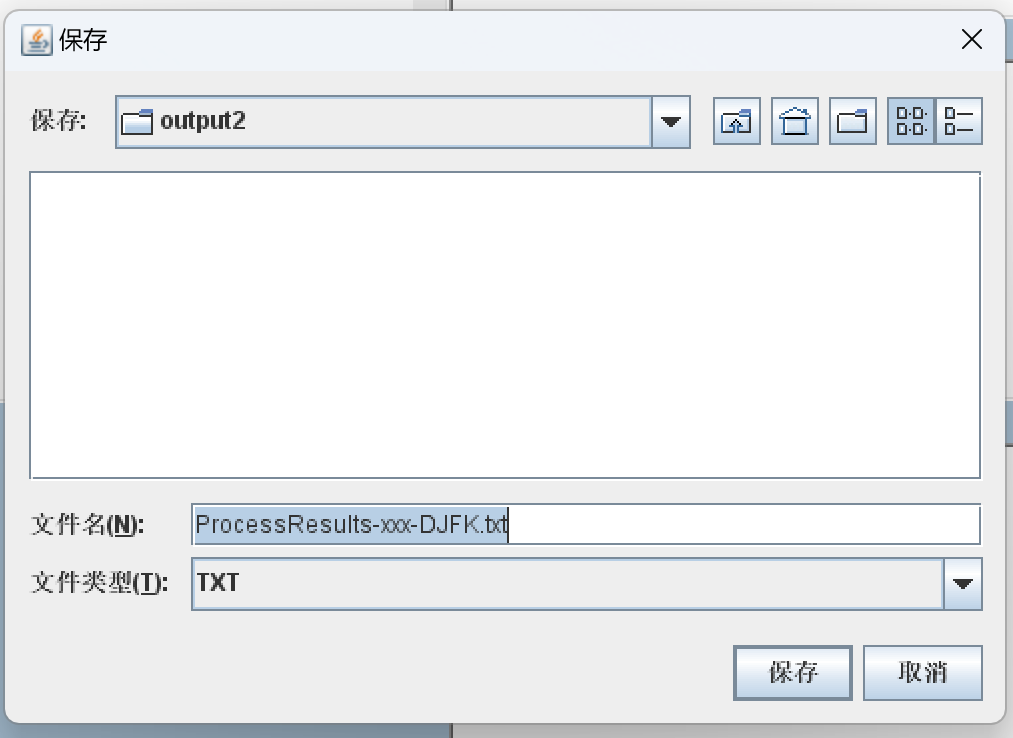 保存
保存: output2
文件名(N): ProcessResults-xxx-DJFK.txt
文件类型(T): TXT
保存 取消